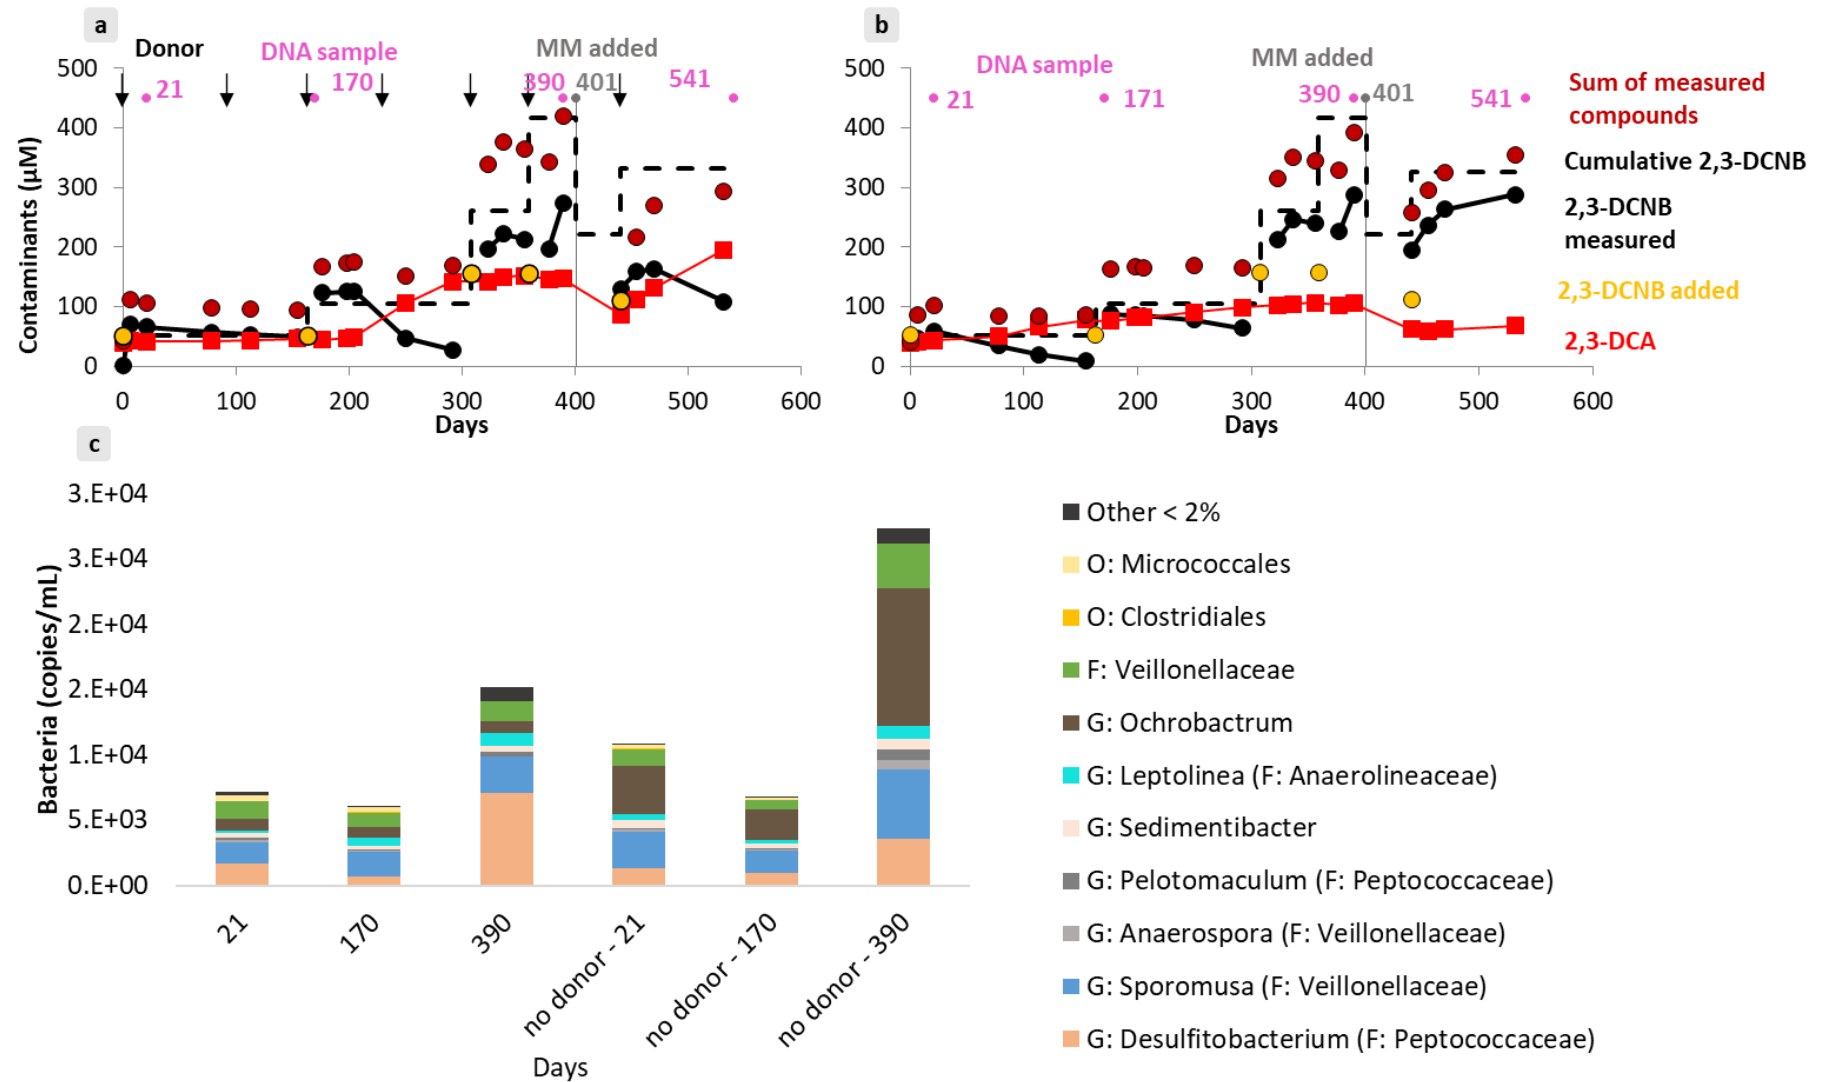 a
Donor
DNA sample
MM added
21
170
390
401
541
500
400
300
200
100
0
Contaminants (µM)
0 100 200 300 400 500 600
Days
b
DNA sample
MM added
21
171
390
401
541
500
400
300
200
100
0
0 100 200 300 400 500 600
Days
Sum of measured
compounds
Cumulative 2,3-DCNB
2,3-DCNB
measured
2,3-DCNB added
2,3-DCA
c
3.E+04
3.E+04
2.E+04
2.E+04
1.E+04
5.E+03
0.E+00
Bacteria (copies/mL)
21
170
390
no donor - 21
no donor - 170
no donor - 390
Days
Other < 2%
O: Micrococcales
O: Clostridiales
F: Veillonellaceae
G: Ochrobactrum
G: Leptolinea (F: Anaerolineaceae)
G: Sedimentibacter
G: Pelotomaculum (F: Peptococcaceae)
G: Anaerospora (F: Veillonellaceae)
G: Sporomusa (F: Veillonellaceae)
G: Desulfitobacterium (F: Peptococcaceae)